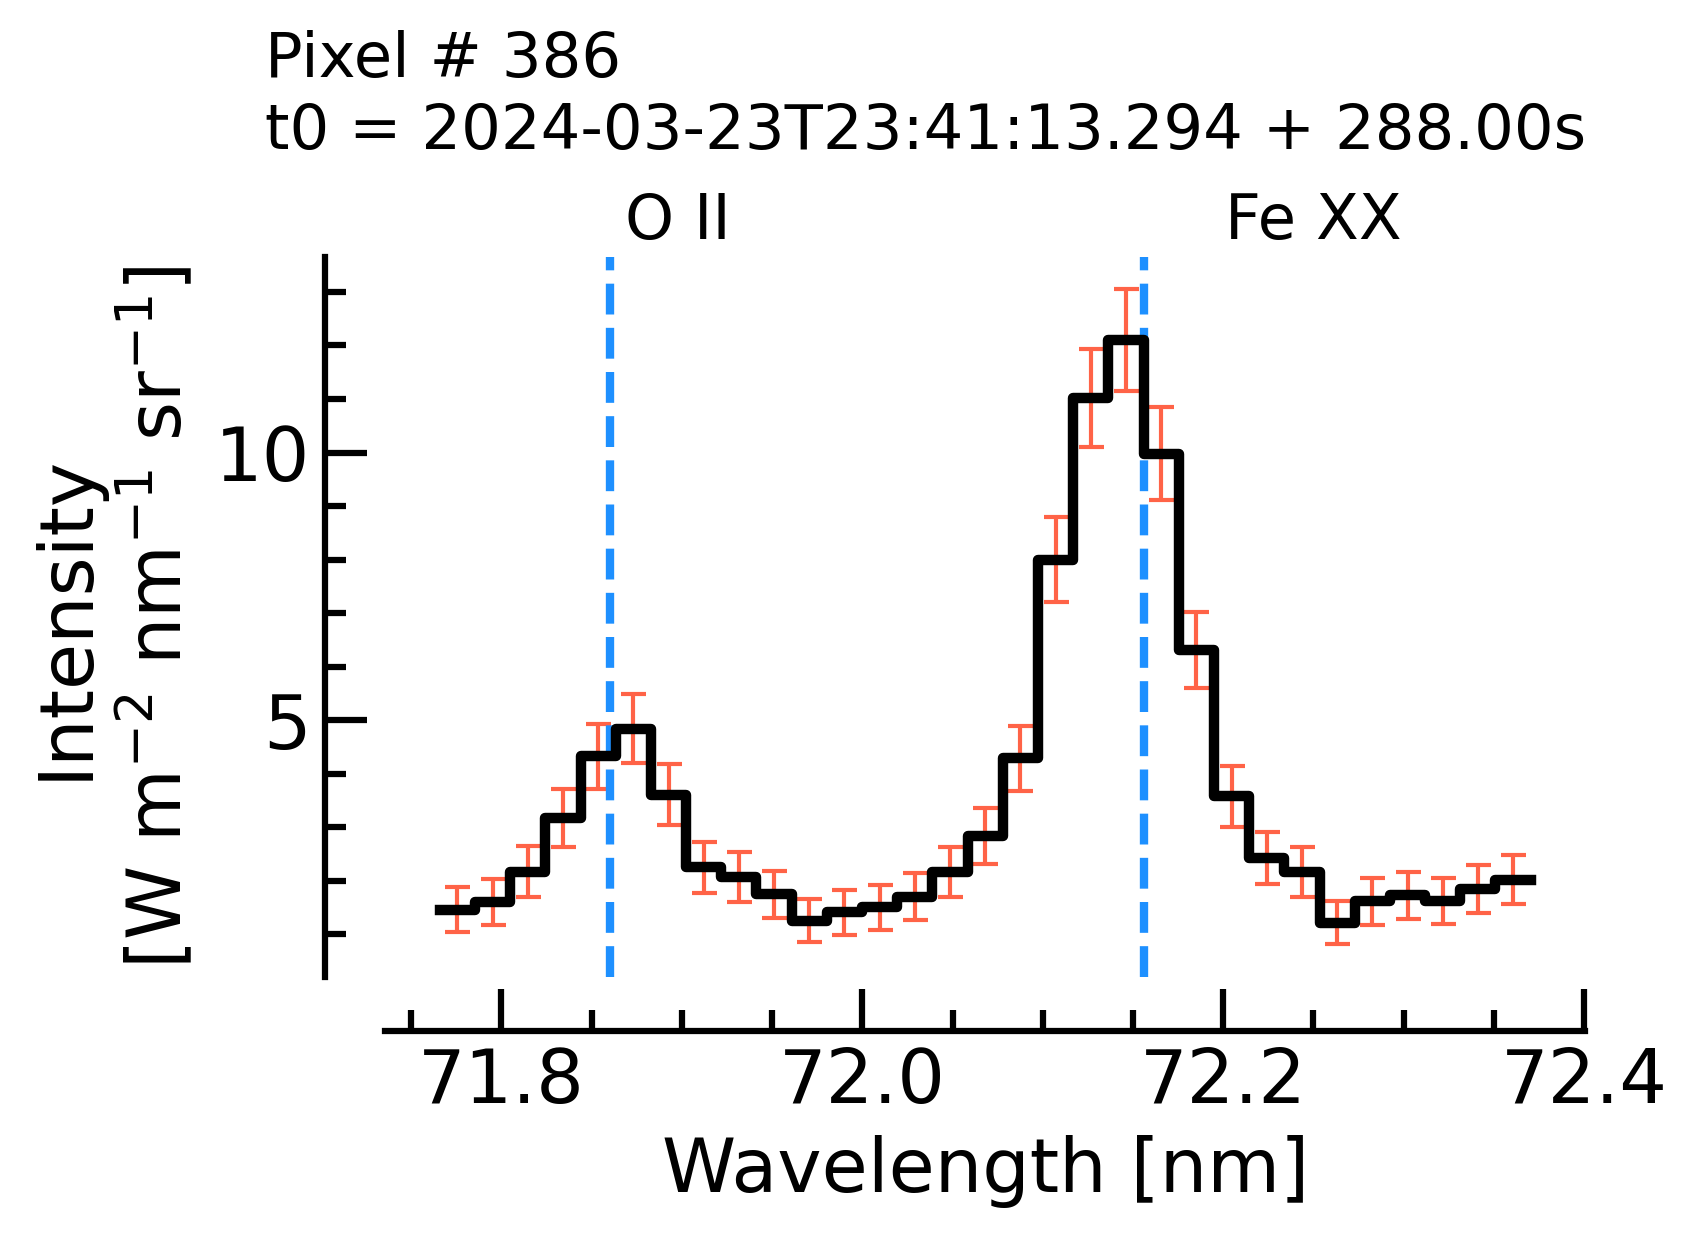 Pixel # 386
t0 = 2024-03-23T23:41:13.294 + 288.00s
O II
Fe XX
Intensity
[W m⁻² nm⁻¹ sr⁻¹]
10
5
71.8
72.0
72.2
72.4
Wavelength [nm]